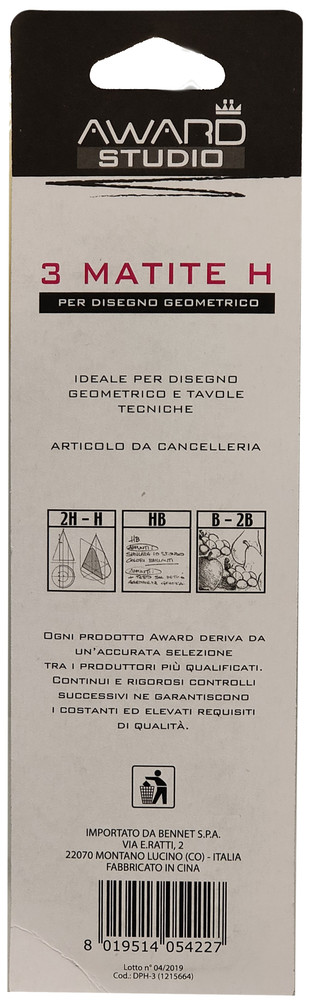 AWARD
STUDIO
3 MATITE H
PER DISEGNO GEOMETRICO
IDEALE PER DISEGNO
GEOMETRICO E TAVOLE
TECNICHE
ARTICOLO DA CANCELLERIA
2H - H
HB
B - 2B
HB
OGNI PRODOTTO AWARD DERIVA DA
UN'ACCURATA SELEZIONE
TRA I PRODUTTORI PIÙ QUALIFICATI.
CONTINUI E RIGOROSI CONTROLLI
SUCCESSIVI NE GARANTISCONO
I COSTANTI ED ELEVATI REQUISITI
DI QUALITÀ.
IMPORTATO DA BENNET S.P.A.
VIA E.RATTI, 2
22070 MONTANO LUCINO (CO) - ITALIA
FABBRICATO IN CINA
8 019514 054227
Lotto n° 04/2019
Cod.: DPH-3 (1215664)